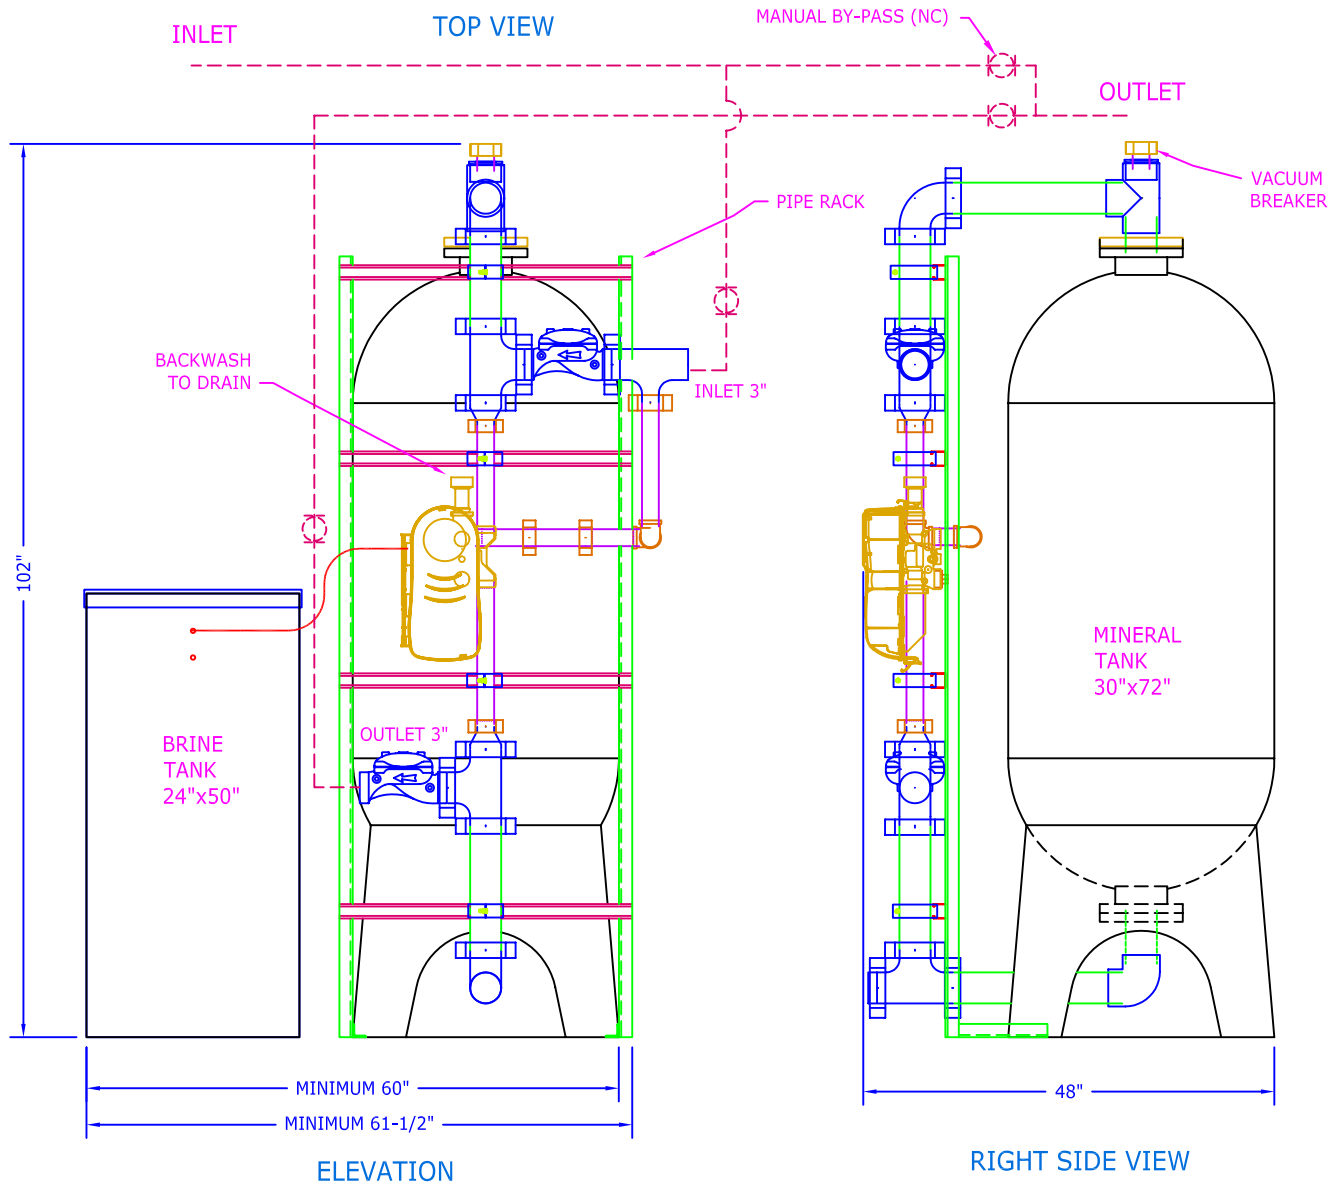 TOP VIEW
MANUAL BY-PASS (NC)
INLET
OUTLET
VACUUM
BREAKER
PIPE RACK
BACKWASH
TO DRAIN
INLET 3"
102"
MINERAL
TANK
30"x72"
OUTLET 3"
BRINE
TANK
24"x50"
MINIMUM 60"
48"
MINIMUM 61-1/2"
ELEVATION
RIGHT SIDE VIEW